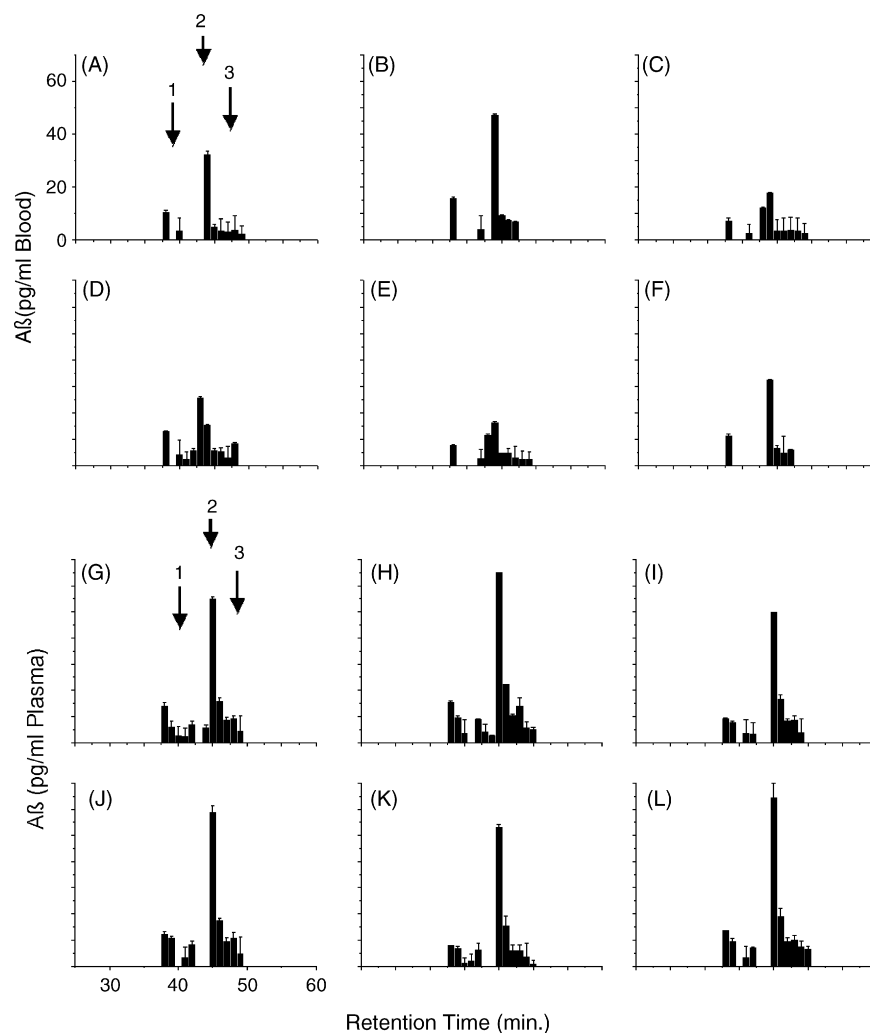 2
(A) (B) (C)
1 3
60
40
20
0
Aß(pg/ml Blood)
(D) (E) (F)
2
(G) 1 3 (H) (I)
Aß (pg/ml Plasma)
(J) (K) (L)
30 40 50 60
Retention Time (min.)